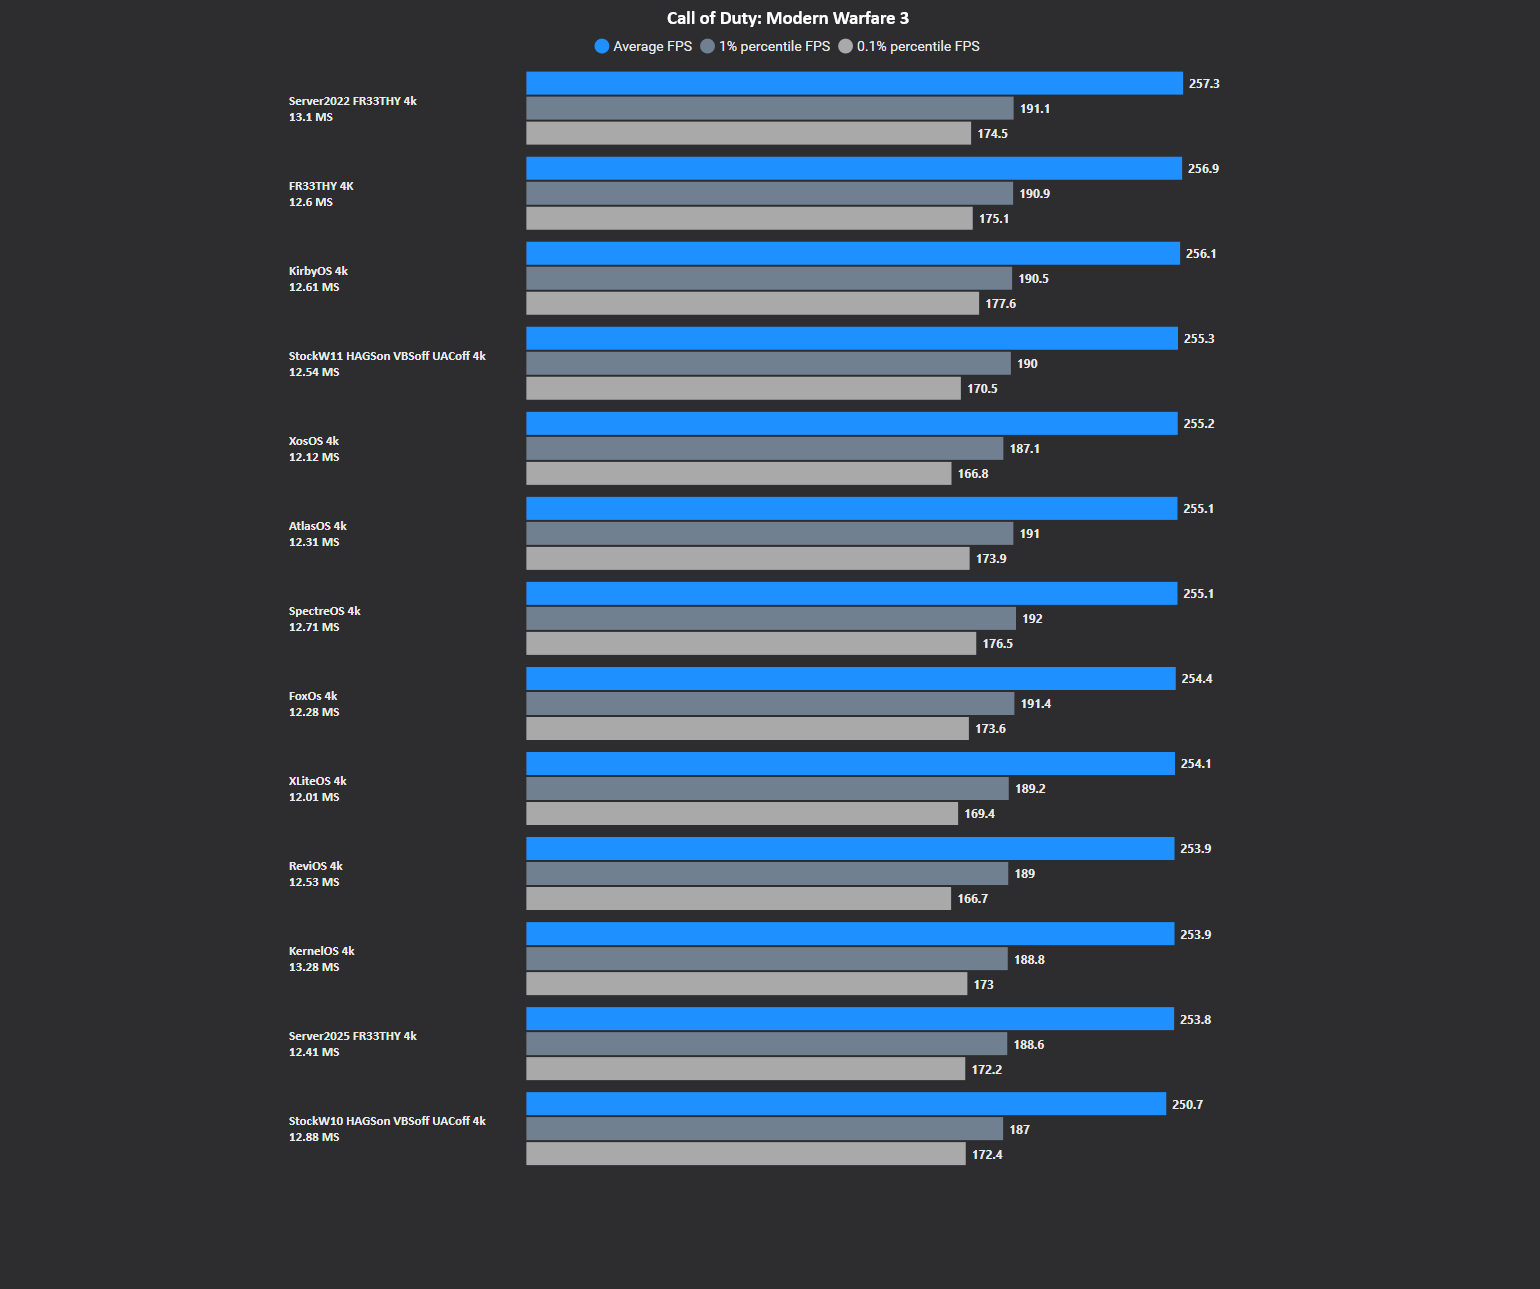 Call of Duty: Modern Warfare 3
Average FPS 1% percentile FPS 0.1% percentile FPS
Server2022 FR33THY 4k
13.1 MS
257.3
191.1
174.5
FR33THY 4K
12.6 MS
256.9
190.9
175.1
KirbyOS 4k
12.61 MS
256.1
190.5
177.6
StockW11 HAGSon VBSoff UACoff 4k
12.54 MS
255.3
190
170.5
XosOS 4k
12.12 MS
255.2
187.1
166.8
AtlasOS 4k
12.31 MS
255.1
191
173.9
SpectreOS 4k
12.71 MS
255.1
192
176.5
FoxOs 4k
12.28 MS
254.4
191.4
173.6
XLiteOS 4k
12.01 MS
254.1
189.2
169.4
ReviOS 4k
12.53 MS
253.9
189
166.7
KernelOS 4k
13.28 MS
253.9
188.8
173
Server2025 FR33THY 4k
12.41 MS
253.8
188.6
172.2
StockW10 HAGSon VBSoff UACoff 4k
12.88 MS
250.7
187
172.4